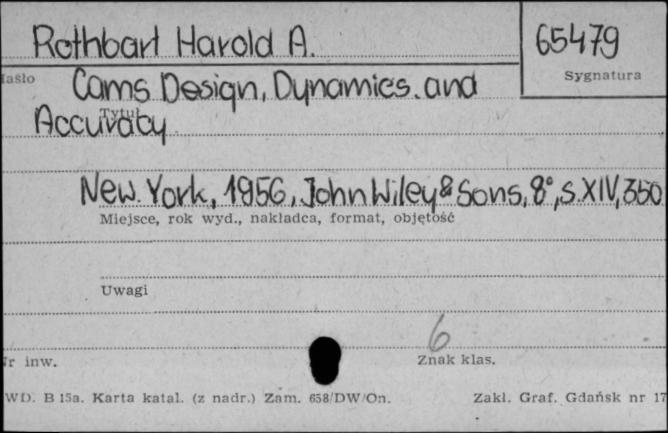 Rothbart Harold A.
65479
Hasło
Sygnatura
Cams Design, Dynamics. and
Tytuł
Accuracy
New York, 1956, John Wiley & Sons, 8°, s. XIV, 350
Miejsce, rok wyd., nakładca, format, objętość
Uwagi
6
Nr inw.
Znak klas.
WD. B 15a. Karta katal. (z nadr.) Zam. 658/DW/On.
Zakł. Graf. Gdańsk nr 17